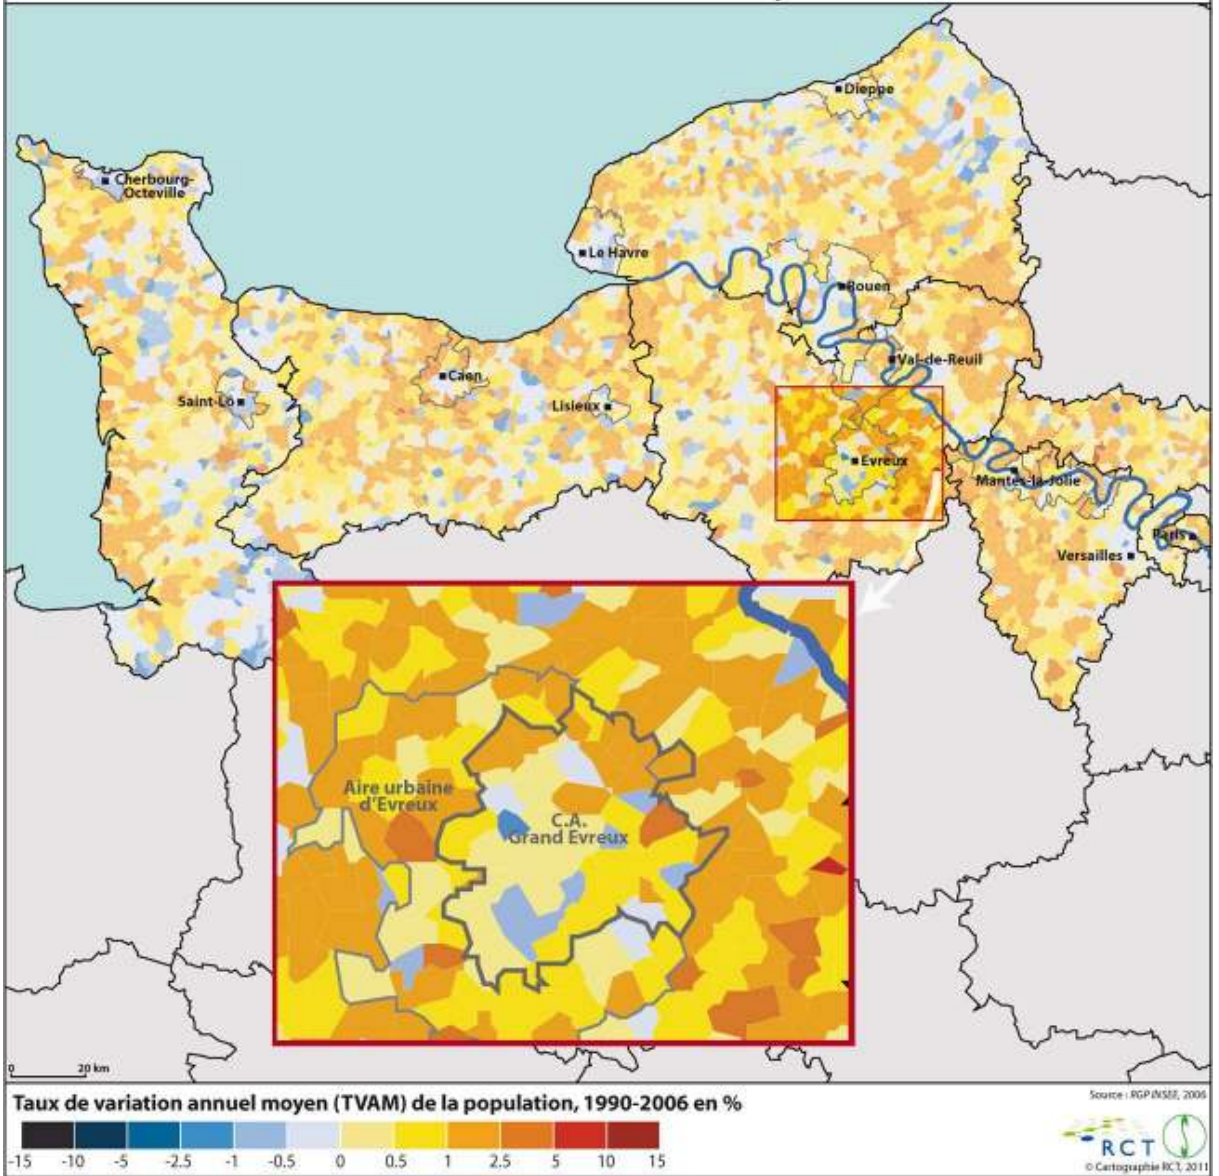 Dieppe
Cherbourg-
Octeville
Le Havre
Rouen
Val-de-Reuil
Caen
Saint-Lô
Lisieux
Evreux
Mantes-la-Jolie
Paris
Versailles
Aire urbaine
d'Evreux
C.A.
Grand Evreux
0 20 km
Taux de variation annuel moyen (TVAM) de la population, 1990-2006 en %
Source : RGP INSEE, 2006
-15 -10 -5 -2.5 -1 -0.5 0 0.5 1 2.5 5 10 15
RCT
© Cartographie RCT, 2011